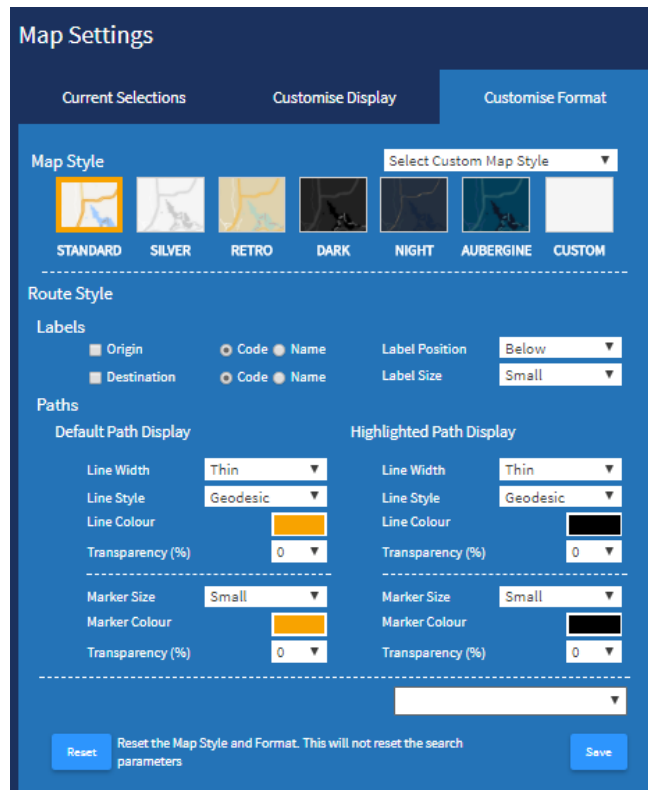 Map Settings
Current Selections Customise Display Customise Format
Map Style Select Custom Map Style
STANDARD SILVER RETRO DARK NIGHT AUBERGINE CUSTOM
Route Style
Labels
Origin Code Name Label Position Below
Destination Code Name Label Size Small
Paths
Default Path Display Highlighted Path Display
Line Width Thin Line Width Thin
Line Style Geodesic Line Style Geodesic
Line Colour Line Colour
Transparency (%) 0 Transparency (%) 0
Marker Size Small Marker Size Small
Marker Colour Marker Colour
Transparency (%) 0 Transparency (%) 0
Reset Reset the Map Style and Format. This will not reset the search Save
parameters